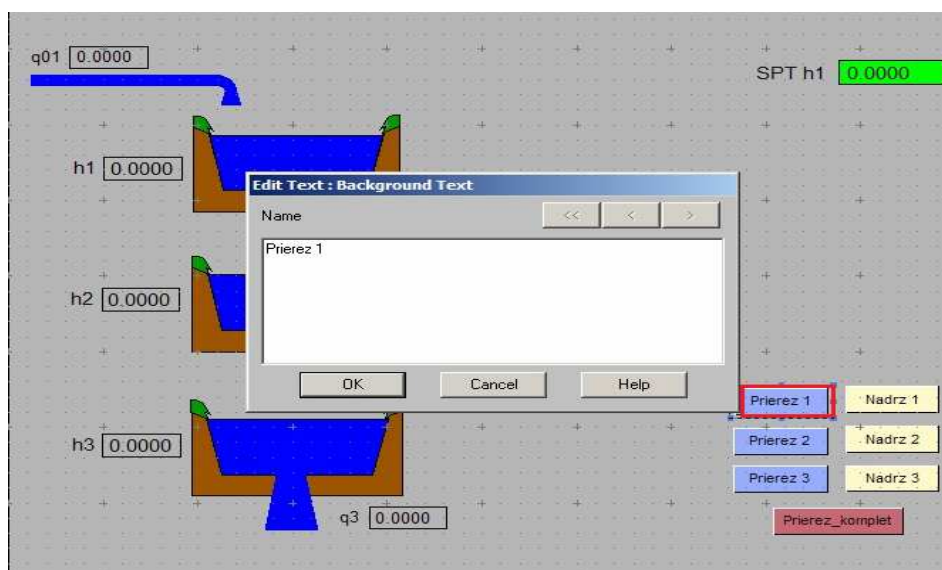 q01 0.0000
SPT h1 0.0000
h1 0.0000
Edit Text : Background Text
Name
<< < >
Prierez 1
h2 0.0000
OK Cancel Help
Prierez 1 Nadrz 1
h3 0.0000
Prierez 2 Nadrz 2
Prierez 3 Nadrz 3
q3 0.0000
Prierez_komplet